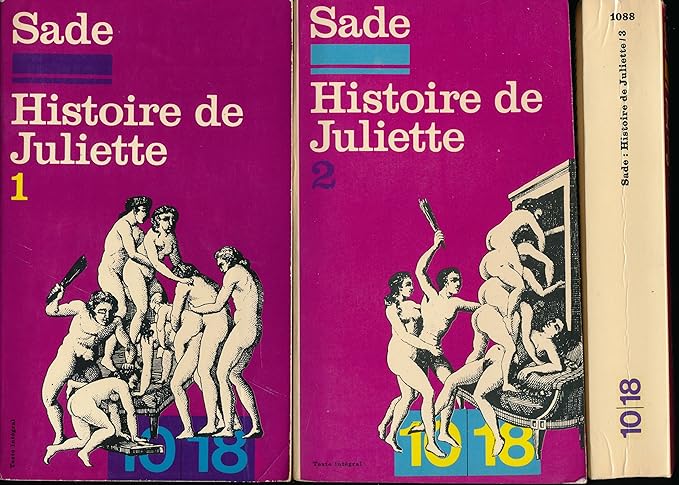 Sade
Histoire de
Juliette
1
Texte intégral
10 18
Sade
Histoire de
Juliette
2
Texte intégral
10 18
1088
Sade : Histoire de Juliette / 3
10|18